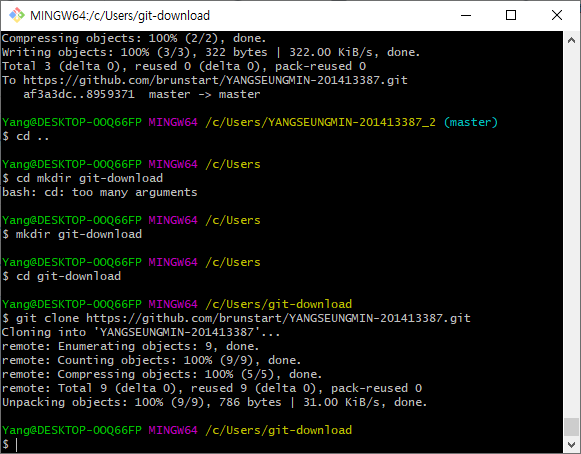 MINGW64:/c/Users/git-download
Compressing objects: 100% (2/2), done.
Writing objects: 100% (3/3), 322 bytes | 322.00 KiB/s, done.
Total 3 (delta 0), reused 0 (delta 0), pack-reused 0
To https://github.com/brunstart/YANGSEUNGMIN-201413387.git
   af3a3dc..8959371  master -> master

Yang@DESKTOP-OOQ66FP MINGW64 /c/Users/YANGSEUNGMIN-201413387_2 (master)
$ cd ..

Yang@DESKTOP-OOQ66FP MINGW64 /c/Users
$ cd mkdir git-download
bash: cd: too many arguments

Yang@DESKTOP-OOQ66FP MINGW64 /c/Users
$ mkdir git-download

Yang@DESKTOP-OOQ66FP MINGW64 /c/Users
$ cd git-download

Yang@DESKTOP-OOQ66FP MINGW64 /c/Users/git-download
$ git clone https://github.com/brunstart/YANGSEUNGMIN-201413387.git
Cloning into 'YANGSEUNGMIN-201413387'...
remote: Enumerating objects: 9, done.
remote: Counting objects: 100% (9/9), done.
remote: Compressing objects: 100% (5/5), done.
remote: Total 9 (delta 0), reused 9 (delta 0), pack-reused 0
Unpacking objects: 100% (9/9), 786 bytes | 31.00 KiB/s, done.

Yang@DESKTOP-OOQ66FP MINGW64 /c/Users/git-download
$